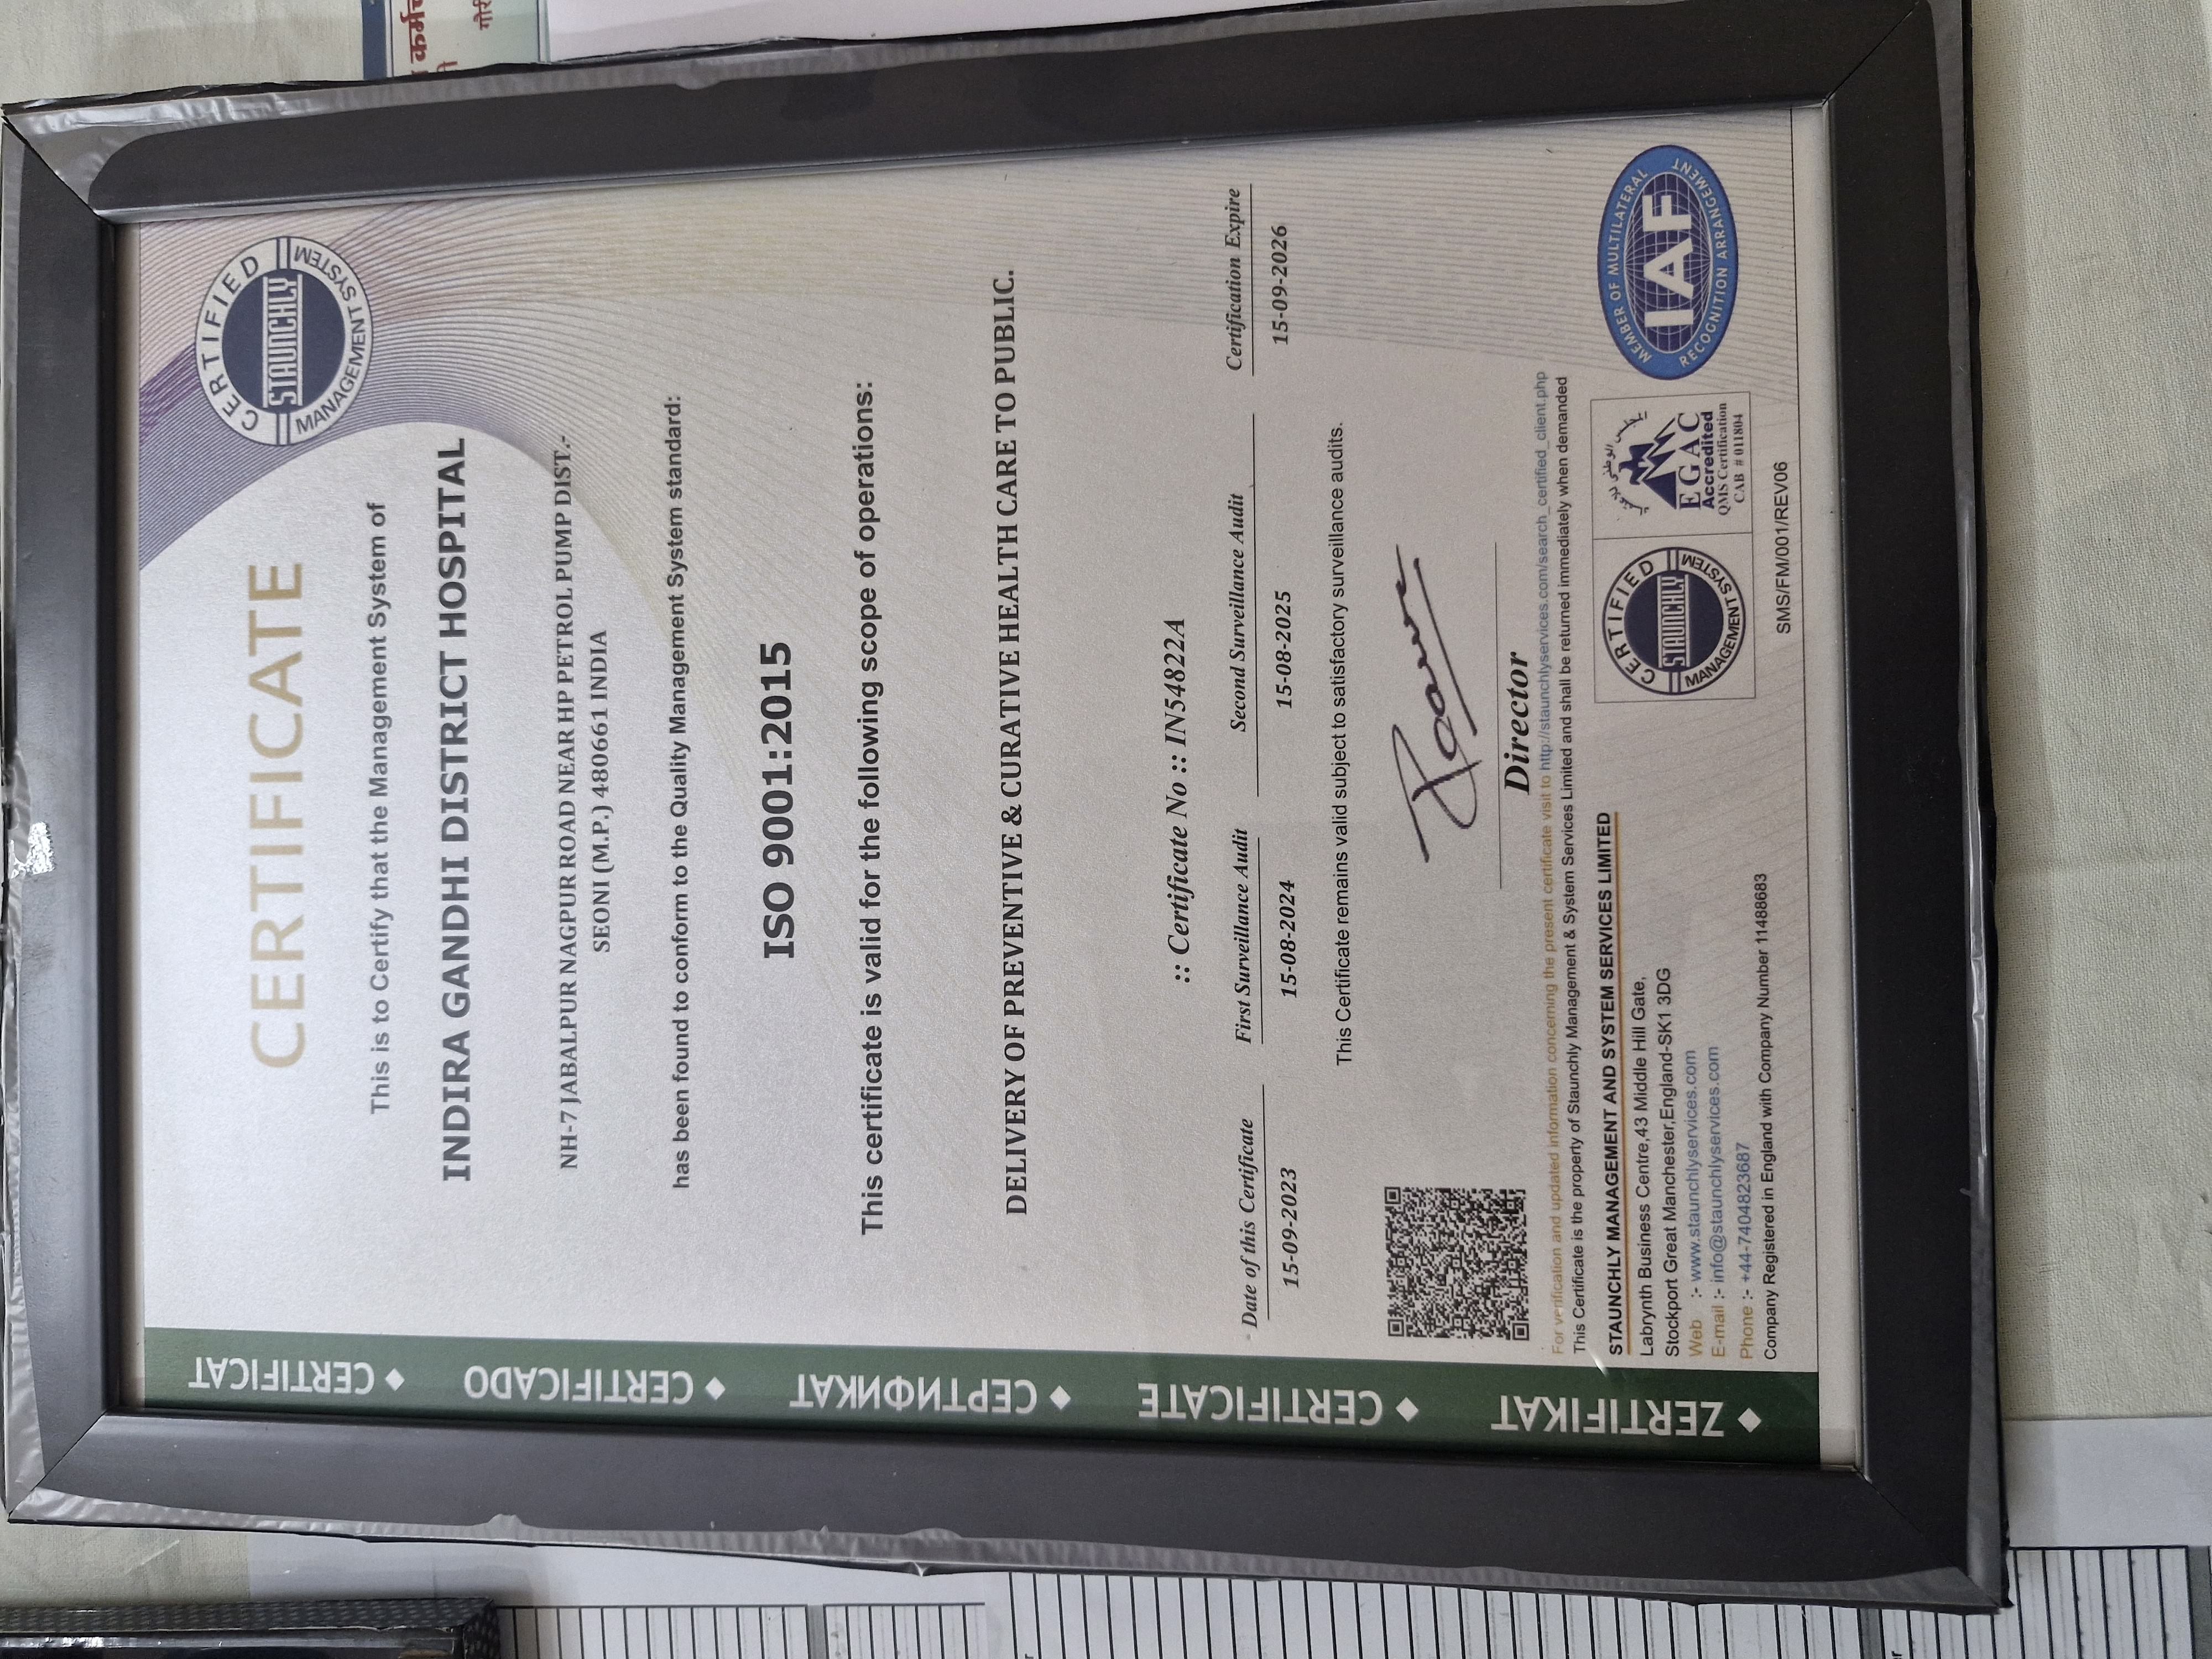 CERTIFIED
STAUNCHLY
MANAGEMENT SYSTEM
CERTIFICATE
This is to Certify that the Management System of
INDIRA GANDHI DISTRICT HOSPITAL
NH-7 JABALPUR NAGPUR ROAD NEAR HP PETROL PUMP DIST.-
SEONI (M.P.) 480661 INDIA
has been found to conform to the Quality Management System standard:
ISO 9001:2015
This certificate is valid for the following scope of operations:
DELIVERY OF PREVENTIVE & CURATIVE HEALTH CARE TO PUBLIC.
:: Certificate No :: IN54822A
Date of this Certificate First Surveillance Audit Second Surveillance Audit Certification Expire
15-09-2023 15-08-2024 15-08-2025 15-09-2026
This Certificate remains valid subject to satisfactory surveillance audits.
Director
For verification and updated information concerning the present certificate visit to http://staunchlyservices.com/search_certified_client.php
This Certificate is the property of Staunchly Management & System Services Limited and shall be returned immediately when demanded
STAUNCHLY MANAGEMENT AND SYSTEM SERVICES LIMITED
Labrynth Business Centre,43 Middle Hill Gate,
Stockport Great Manchester,England-SK1 3DG
Web :- www.staunchlyservices.com
E-mail :- info@staunchlyservices.com
Phone :- +44-7404823687
Company Registered in England with Company Number 11488683
CERTIFIED
STAUNCHLY
MANAGEMENT SYSTEM
EGAC
Accredited
QMS Certification
CAB # 011804
MEMBER OF MULTILATERAL
IAF
RECOGNITION ARRANGEMENT
SMS/FM/001/REV06
ZERTIFIKAT ◆ CERTIFICATE ◆ СЕРТИФИКАТ ◆ CERTIFICADO ◆ CERTIFICAT